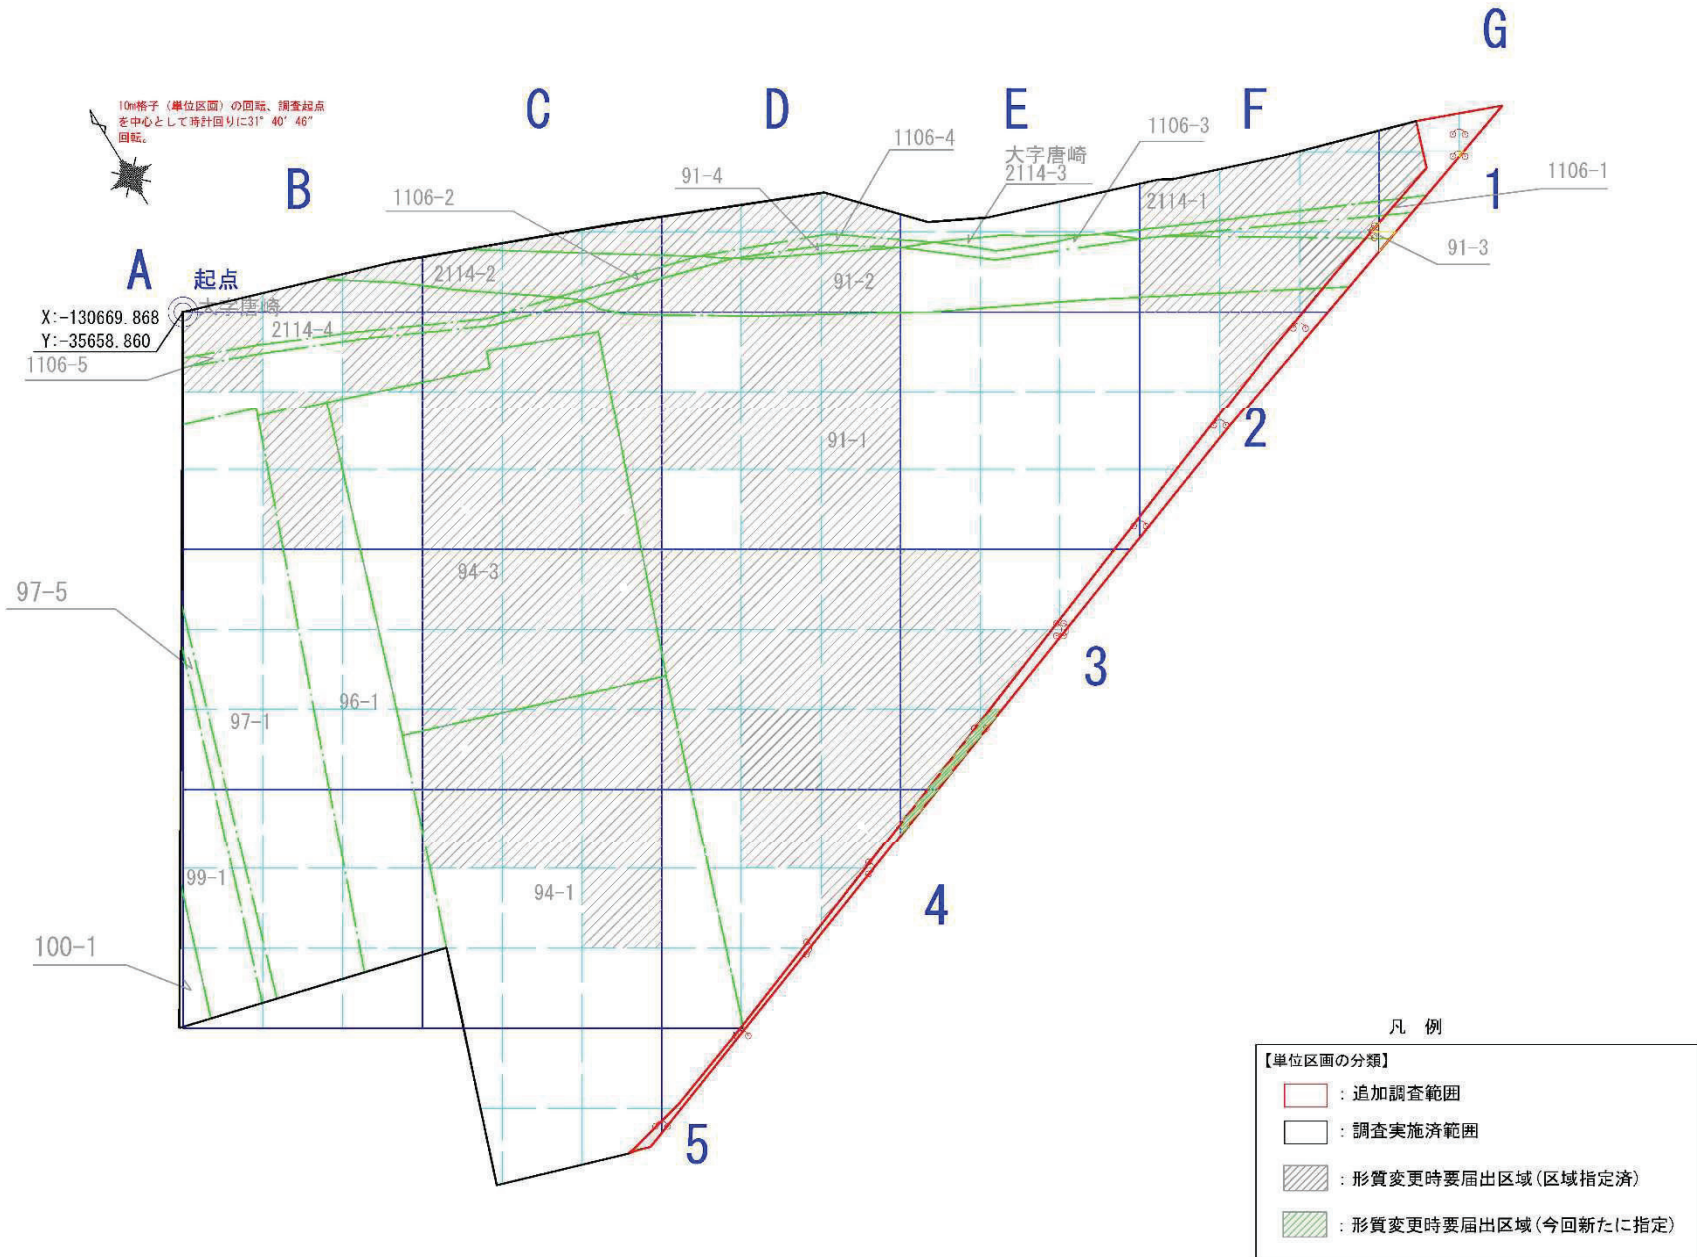 G
10m格子（単位区画）の回転、調査起点
を中心として時計回りに31° 40′ 46″
回転。
C
D
E
F
1106-4
1106-3
大字唐崎
2114-3
91-4
1106-1
1
B
1106-2
2114-1
91-3
A
起点
大字唐崎
2114-2
91-2
X:-130669.868
Y:-35658.860
2114-4
1106-5
2
91-1
94-3
97-5
3
96-1
97-1
99-1
94-1
4
100-1
5
凡　例
【単位区画の分類】
：追加調査範囲
：調査実施済範囲
：形質変更時要届出区域(区域指定済)
：形質変更時要届出区域(今回新たに指定)